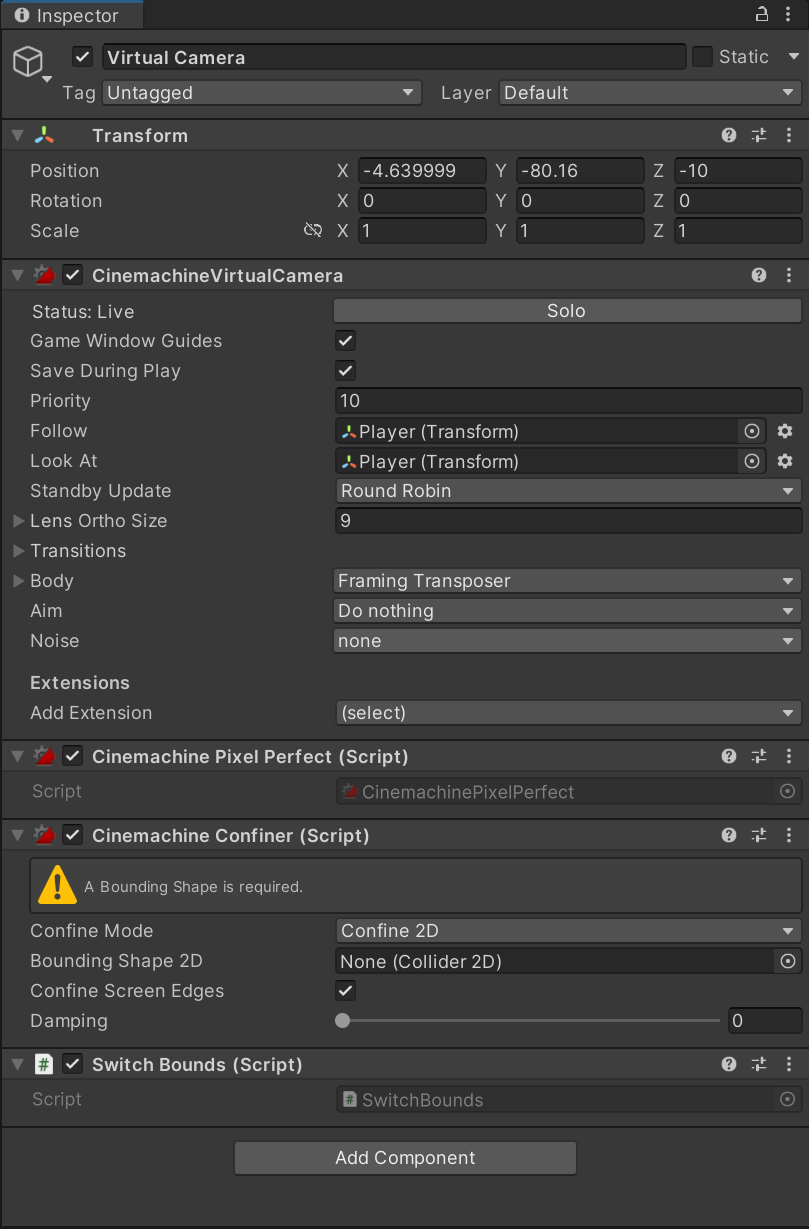 Inspector
Virtual Camera Static
Tag Untagged Layer Default
Transform
Position X -4.639999 Y -80.16 Z -10
Rotation X 0 Y 0 Z 0
Scale X 1 Y 1 Z 1
CinemachineVirtualCamera
Status: Live Solo
Game Window Guides
Save During Play
Priority 10
Follow Player (Transform)
Look At Player (Transform)
Standby Update Round Robin
Lens Ortho Size 9
Transitions
Body Framing Transposer
Aim Do nothing
Noise none
Extensions
Add Extension (select)
Cinemachine Pixel Perfect (Script)
Script CinemachinePixelPerfect
Cinemachine Confiner (Script)
A Bounding Shape is required.
Confine Mode Confine 2D
Bounding Shape 2D None (Collider 2D)
Confine Screen Edges
Damping 0
# Switch Bounds (Script)
Script # SwitchBounds
Add Component